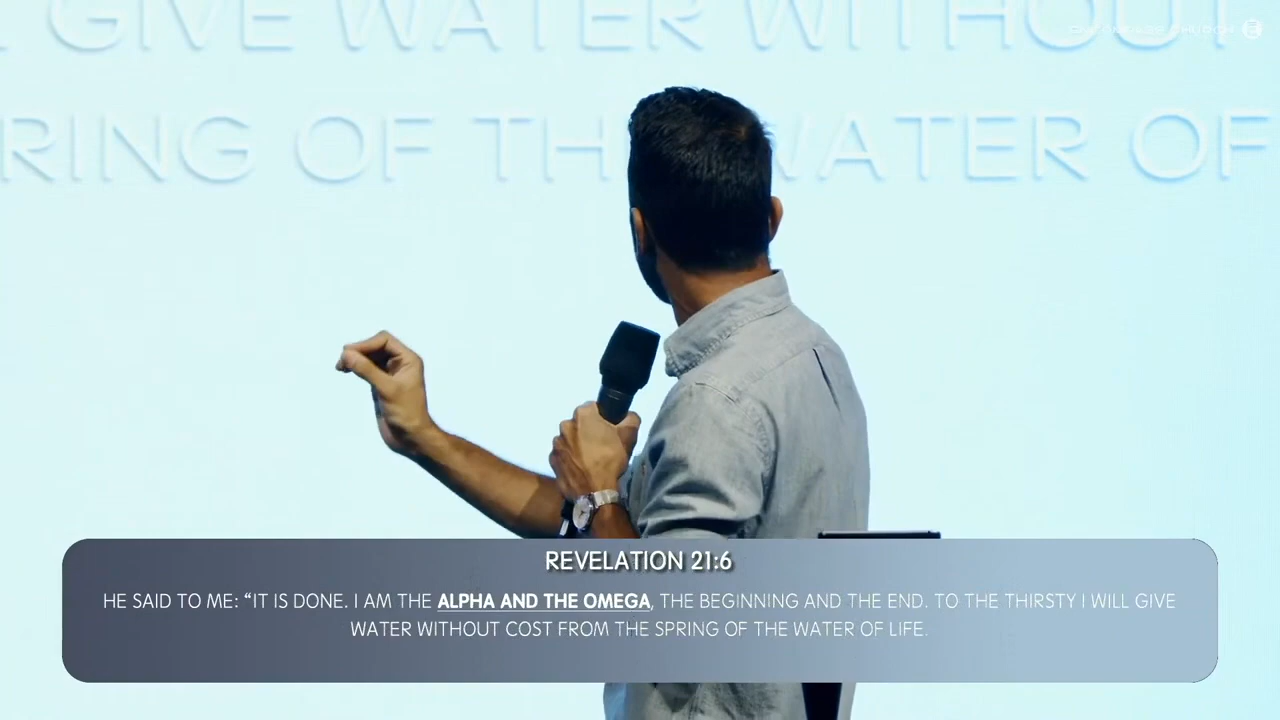 GIVE WATER WITHOUT
RING OF TH WATER OF
REVELATION 21:6
HE SAID TO ME: “IT IS DONE. I AM THE ALPHA AND THE OMEGA, THE BEGINNING AND THE END. TO THE THIRSTY I WILL GIVE
WATER WITHOUT COST FROM THE SPRING OF THE WATER OF LIFE.